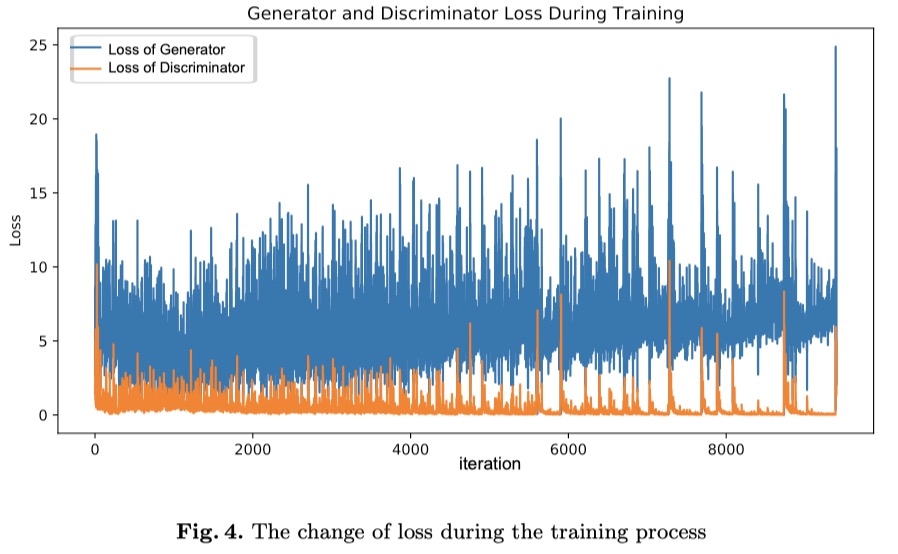 Generator and Discriminator Loss During Training
Loss of Generator
Loss of Discriminator
Loss
25
20
15
10
5
0
0 2000 4000 6000 8000
iteration
Fig. 4. The change of loss during the training process